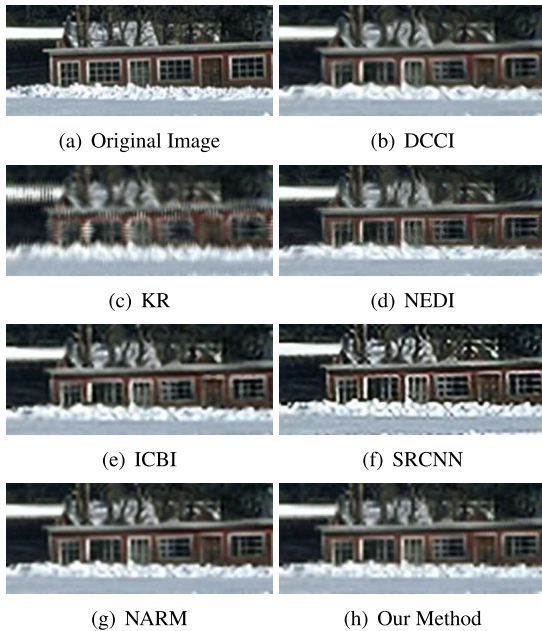 (a) Original Image
(b) DCCI
(c) KR
(d) NEDI
(e) ICBI
(f) SRCNN
(g) NARM
(h) Our Method